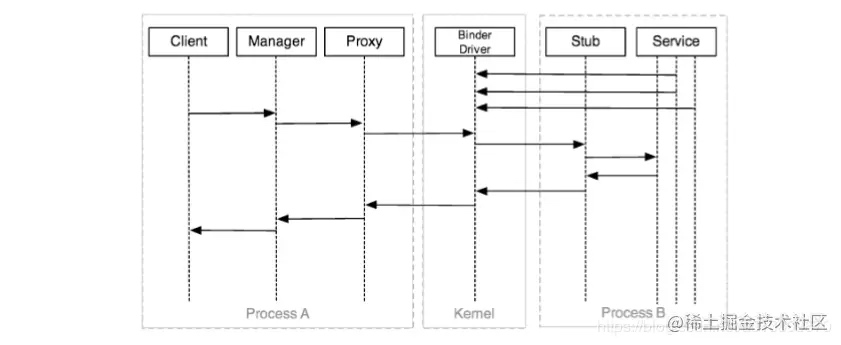 Client
Manager
Proxy
Binder
Driver
Stub
Service
Process A
Kernel
Process B
@稀土掘金技术社区